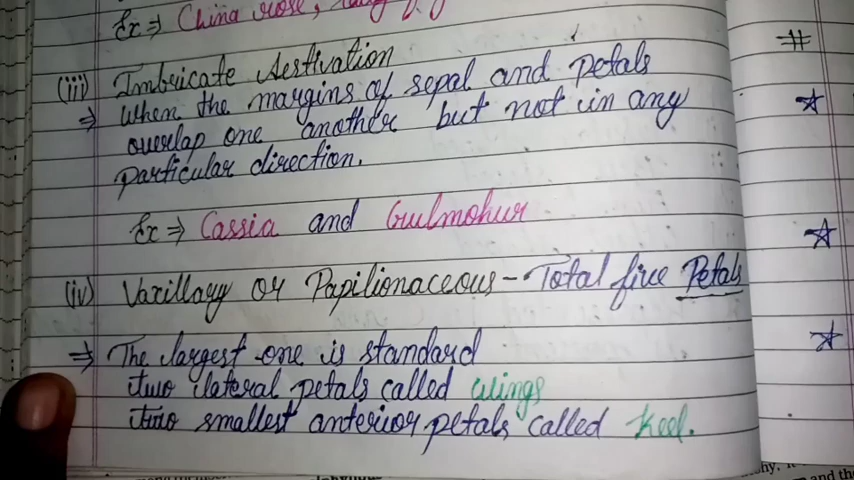 Ex ⇒ China rose,
(iii) Imbricate Aestivation
⇒ When the margins of sepal and petals
overlap one another but not in any
particular direction.
Ex ⇒ Cassia and Gulmohur
(iv) Vaxillary or Papilionaceous - Total five Petals
⇒ The largest one is standard
two lateral petals called wings
two smallest anterior petals called keel.